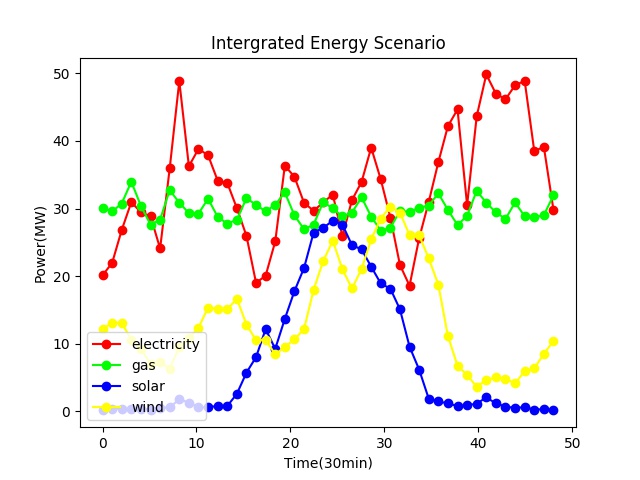 Intergrated Energy Scenario
Power(MW)
50
40
30
20
10
0
electricity
gas
solar
wind
0 10 20 30 40 50
Time(30min)